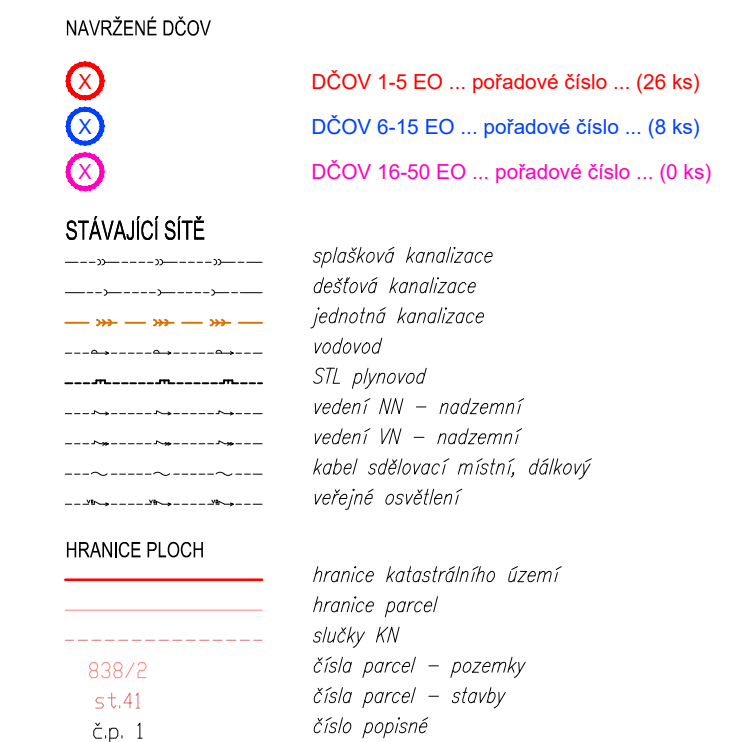 NAVRŽENÉ DČOV
X DČOV 1-5 EO ... pořadové číslo ... (26 ks)
X DČOV 6-15 EO ... pořadové číslo ... (8 ks)
X DČOV 16-50 EO ... pořadové číslo ... (0 ks)
STÁVAJÍCÍ SÍTĚ
splašková kanalizace
dešťová kanalizace
jednotná kanalizace
vodovod
STL plynovod
vedení NN – nadzemní
vedení VN – nadzemní
kabel sdělovací místní, dálkový
veřejné osvětlení
HRANICE PLOCH
hranice katastrálního území
hranice parcel
slučky KN
838/2 čísla parcel – pozemky
st.41 čísla parcel – stavby
č.p. 1 číslo popisné